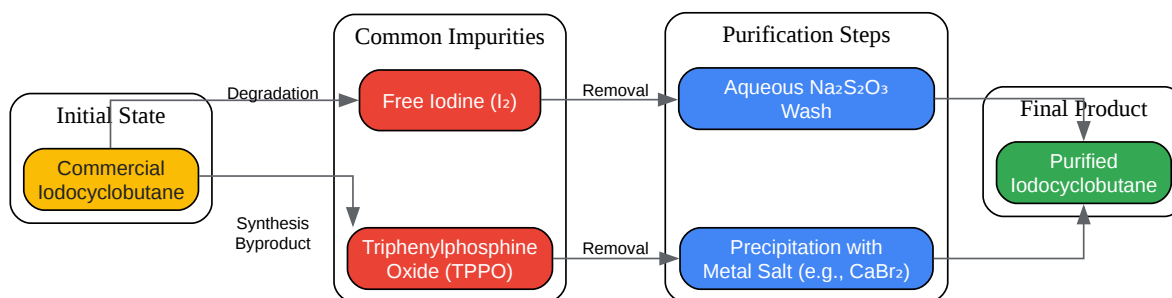 Common Impurities
Purification Steps
Degradation
Free Iodine (I₂)
Removal
Aqueous Na₂S₂O₃
Wash
Initial State
Final Product
Commercial
Iodocyclobutane
Purified
Iodocyclobutane
Synthesis
Byproduct
Triphenylphosphine
Oxide (TPPO)
Removal
Precipitation with
Metal Salt (e.g., CaBr₂)